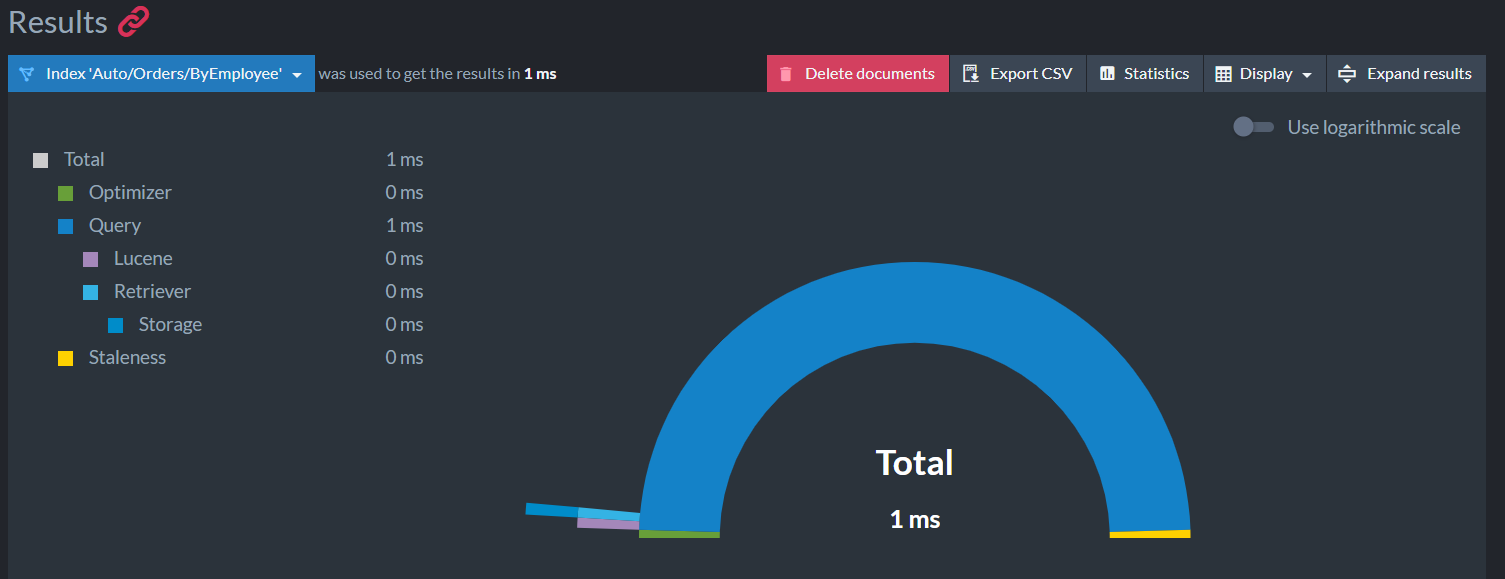 Results
Index 'Auto/Orders/ByEmployee' was used to get the results in 1 ms Delete documents Export CSV Statistics Display Expand results
Use logarithmic scale
Total 1 ms
Optimizer 0 ms
Query 1 ms
Lucene 0 ms
Retriever 0 ms
Storage 0 ms
Staleness 0 ms
Total
1 ms